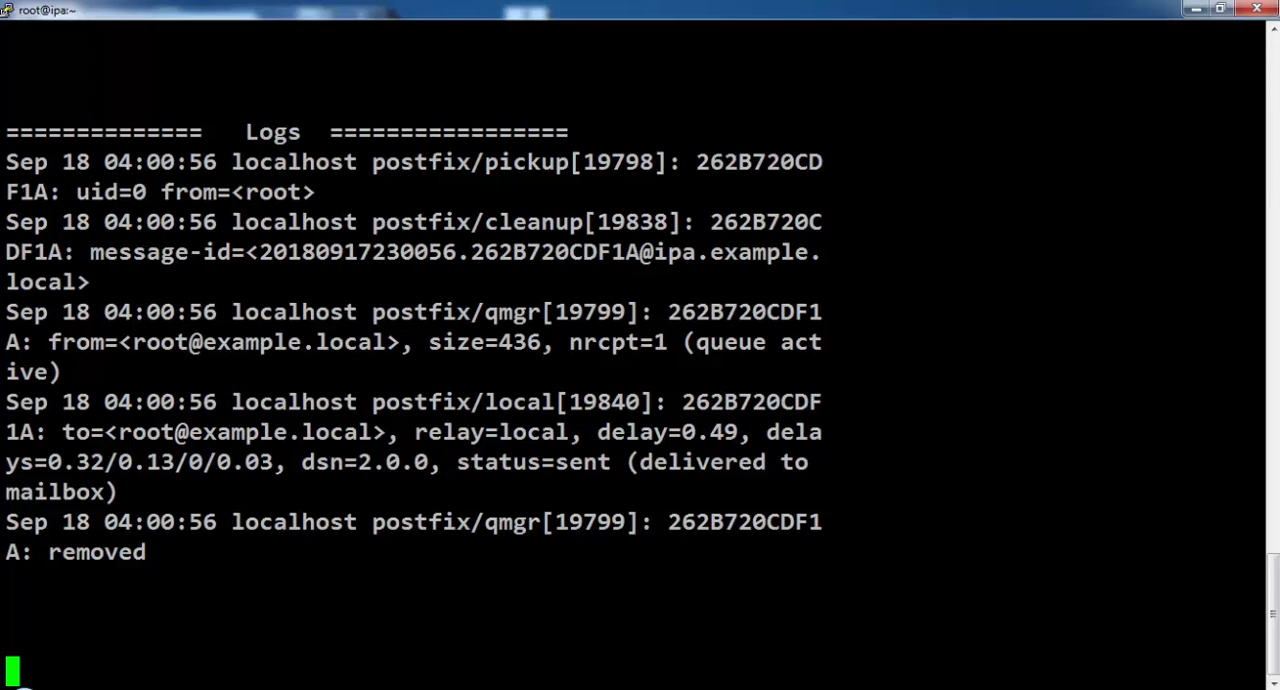 root@ipa:~
============== Logs =================
Sep 18 04:00:56 localhost postfix/pickup[19798]: 262B720CD
F1A: uid=0 from=<root>
Sep 18 04:00:56 localhost postfix/cleanup[19838]: 262B720C
DF1A: message-id=<20180917230056.262B720CDF1A@ipa.example.
local>
Sep 18 04:00:56 localhost postfix/qmgr[19799]: 262B720CDF1
A: from=<root@example.local>, size=436, nrcpt=1 (queue act
ive)
Sep 18 04:00:56 localhost postfix/local[19840]: 262B720CDF
1A: to=<root@example.local>, relay=local, delay=0.49, dela
ys=0.32/0.13/0/0.03, dsn=2.0.0, status=sent (delivered to
mailbox)
Sep 18 04:00:56 localhost postfix/qmgr[19799]: 262B720CDF1
A: removed